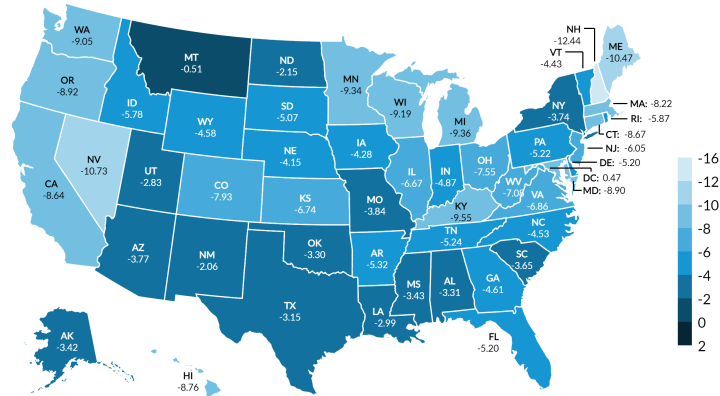 NH
-12.44
WA
-9.05
VT
-4.43
ME
-10.47
MT
-0.51
ND
-2.15
MN
-9.34
OR
-8.92
WI
-9.19
ID
-5.78
SD
-5.07
MI
-9.36
NY
-3.74
MA: -8.22
RI: -5.87
WY
-4.58
CT: -8.67
NJ: -6.05
PA
-5.22
IA
-4.28
NE
-4.15
DE: -5.20
NV
-10.73
OH
-7.55
UT
-2.83
IL
-6.67
IN
-4.87
DC: 0.47
MD: -8.90
CA
-8.64
CO
-7.93
WV
-7.08
VA
-6.86
KS
-6.74
MO
-3.84
KY
-9.55
NC
-4.53
TN
-5.24
AZ
-3.77
OK
-3.30
NM
-2.06
AR
-5.32
SC
-3.65
MS
-3.43
AL
-3.31
GA
-4.61
TX
-3.15
LA
-2.99
FL
-5.20
AK
-3.42
HI
-8.76
-16
-12
-10
-8
-6
-4
-2
0
2